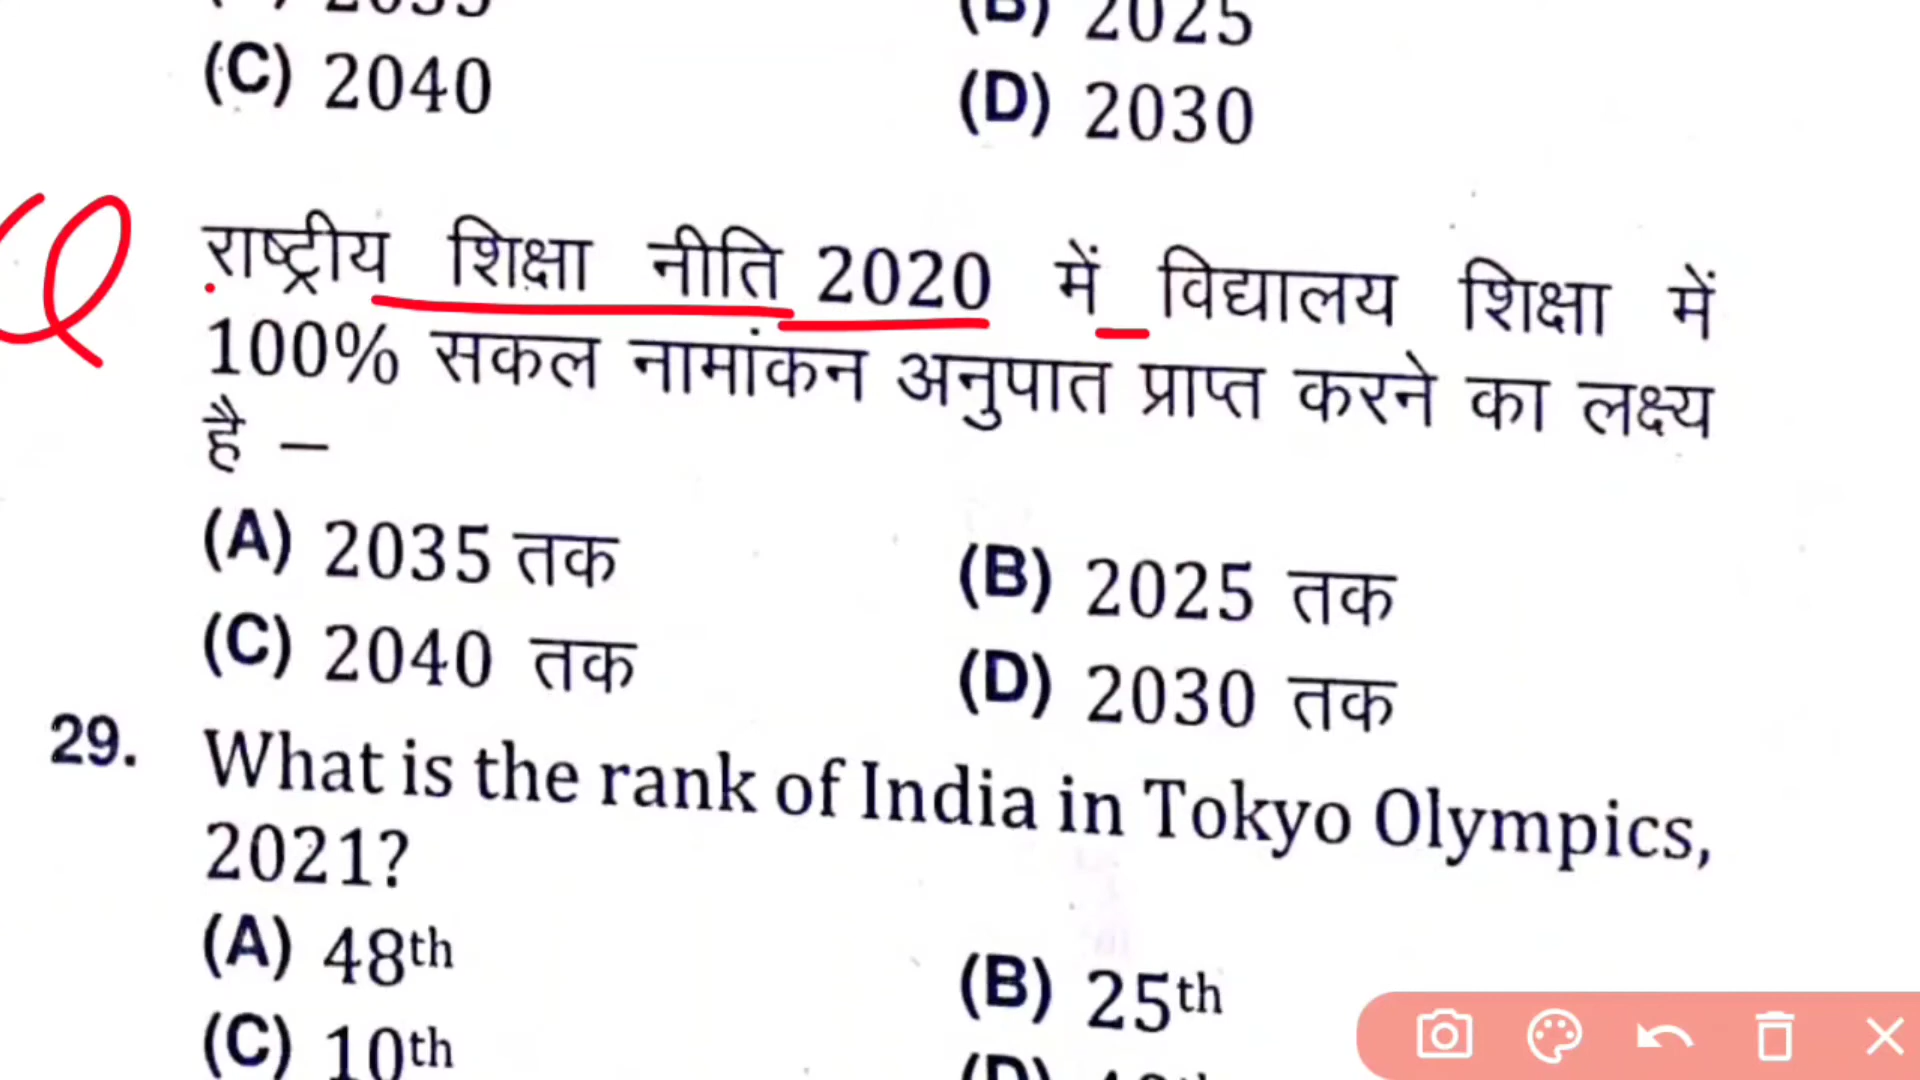 (B) 2025
(C) 2040
(D) 2030
राष्ट्रीय शिक्षा नीति 2020 में विद्यालय शिक्षा में
100% सकल नामांकन अनुपात प्राप्त करने का लक्ष्य
है –
(A) 2035 तक
(B) 2025 तक
(C) 2040 तक
(D) 2030 तक
29. What is the rank of India in Tokyo Olympics,
2021?
(A) 48th
(B) 25th
(C) 10th